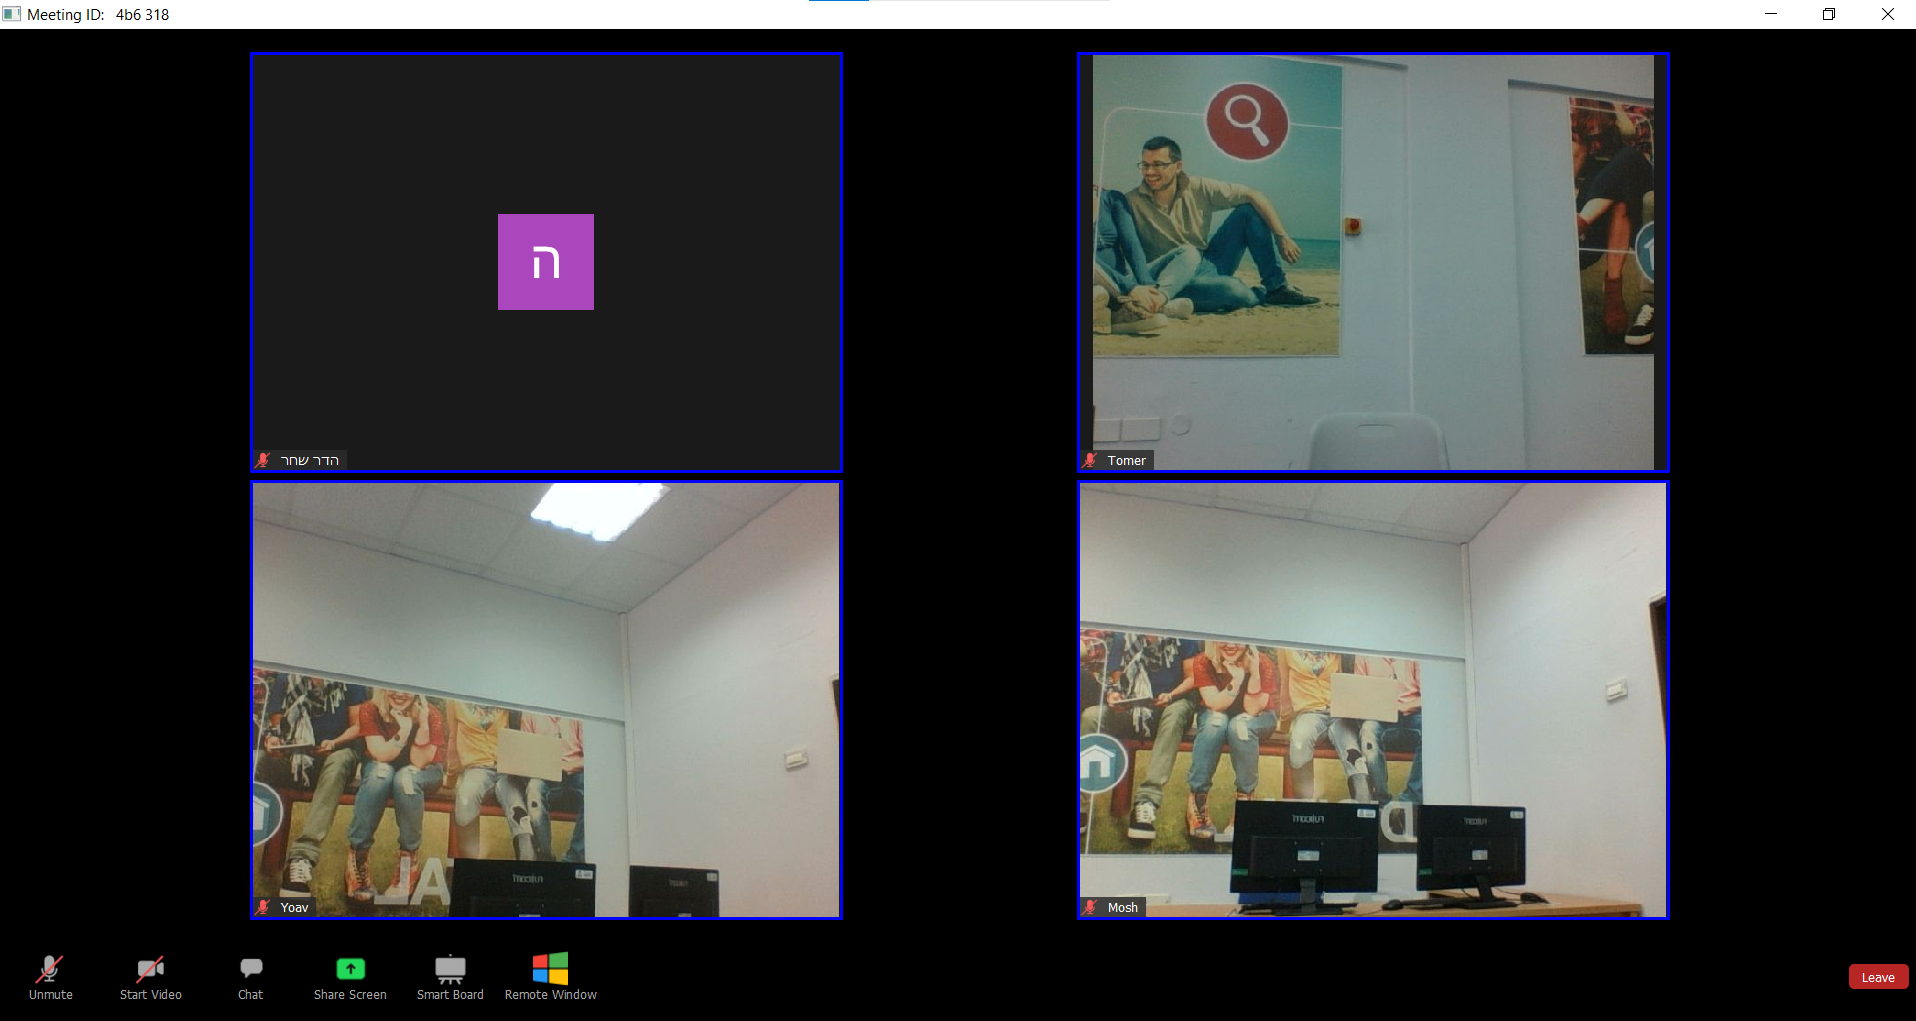 Meeting ID: 4b6 318
ה
הדר שחר
Tomer
Yoav
Mosh
Unmute
Start Video
Chat
Share Screen
Smart Board
Remote Window
Leave